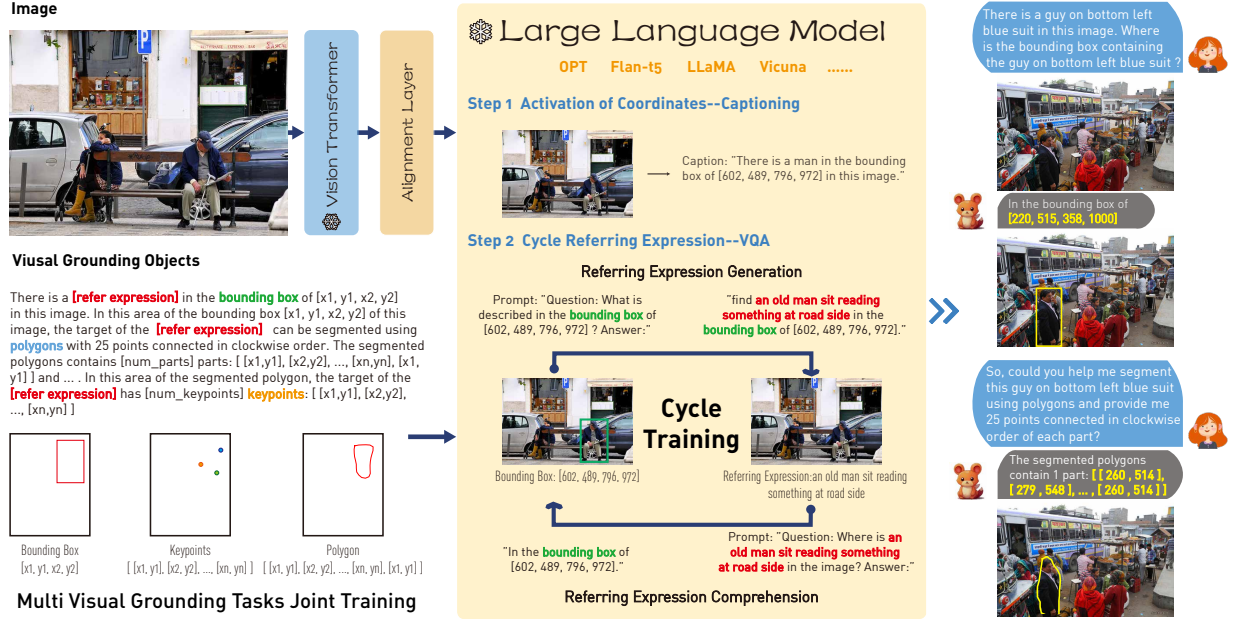 Image
P
Vision Transformer
Alignment Layer
Viusal Grounding Objects
There is a [refer expression] in the bounding box of [x1, y1, x2, y2]
in this image. In this area of the bounding box [x1, y1, x2, y2] of this
image, the target of the [refer expression] can be segmented using
polygons with 25 points connected in clockwise order. The segmented
polygons contains [num_parts] parts: [ [x1,y1], [x2,y2], ..., [xn,yn], [x1,
y1] ] and ... . In this area of the segmented polygon, the target of the
[refer expression] has [num_keypoints] keypoints: [ [x1,y1], [x2,y2],
..., [xn,yn] ]
Bounding Box
[x1, y1, x2, y2]
Keypoints
[ [x1, y1], [x2, y2], ..., [xn, yn] ]
Polygon
[ [x1, y1], [x2, y2], ..., [xn, yn], [x1, y1] ]
Multi Visual Grounding Tasks Joint Training
Large Language Model
OPT Flan-t5 LLaMA Vicuna ......
Step 1 Activation of Coordinates--Captioning
Caption: "There is a man in the bounding
box of [602, 489, 796, 972] in this image."
Step 2 Cycle Referring Expression--VQA
Referring Expression Generation
Prompt: "Question: What is
described in the bounding box of
[602, 489, 796, 972] ? Answer:"
"find an old man sit reading
something at road side in the
bounding box of [602, 489, 796, 972]."
Cycle
Training
Bounding Box: [602, 489, 796, 972]
Referring Expression:an old man sit reading
something at road side
"In the bounding box of
[602, 489, 796, 972]."
Prompt: "Question: Where is an
old man sit reading something
at road side in the image? Answer:"
Referring Expression Comprehension
There is a guy on bottom left
blue suit in this image. Where
is the bounding box containing
the guy on bottom left blue suit ?
In the bounding box of
[220, 515, 358, 1000]
So, could you help me segment
this guy on bottom left blue suit
using polygons and provide me
25 points connected in clockwise
order of each part?
The segmented polygons
contain 1 part: [ [ 260 , 514 ],
[ 279 , 548 ], ... , [ 260 , 514 ] ]